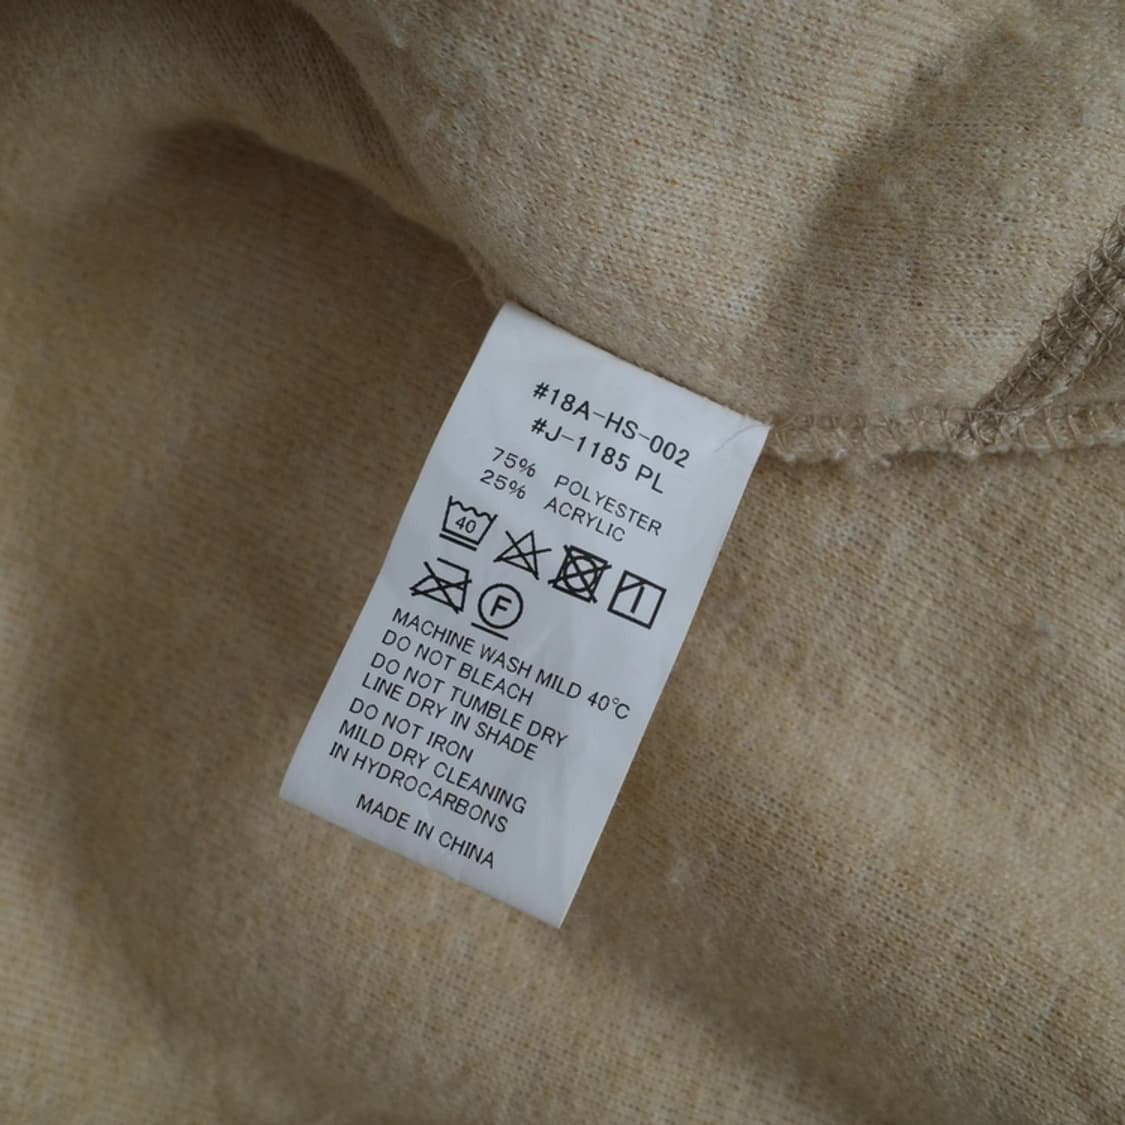 #18A-HS-002
#J-1185 PL
75% POLYESTER
25% ACRYLIC
40
F
MACHINE WASH MILD 40°C
DO NOT BLEACH
DO NOT TUMBLE DRY
LINE DRY IN SHADE
DO NOT IRON
MILD DRY CLEANING
IN HYDROCARBONS
MADE IN CHINA